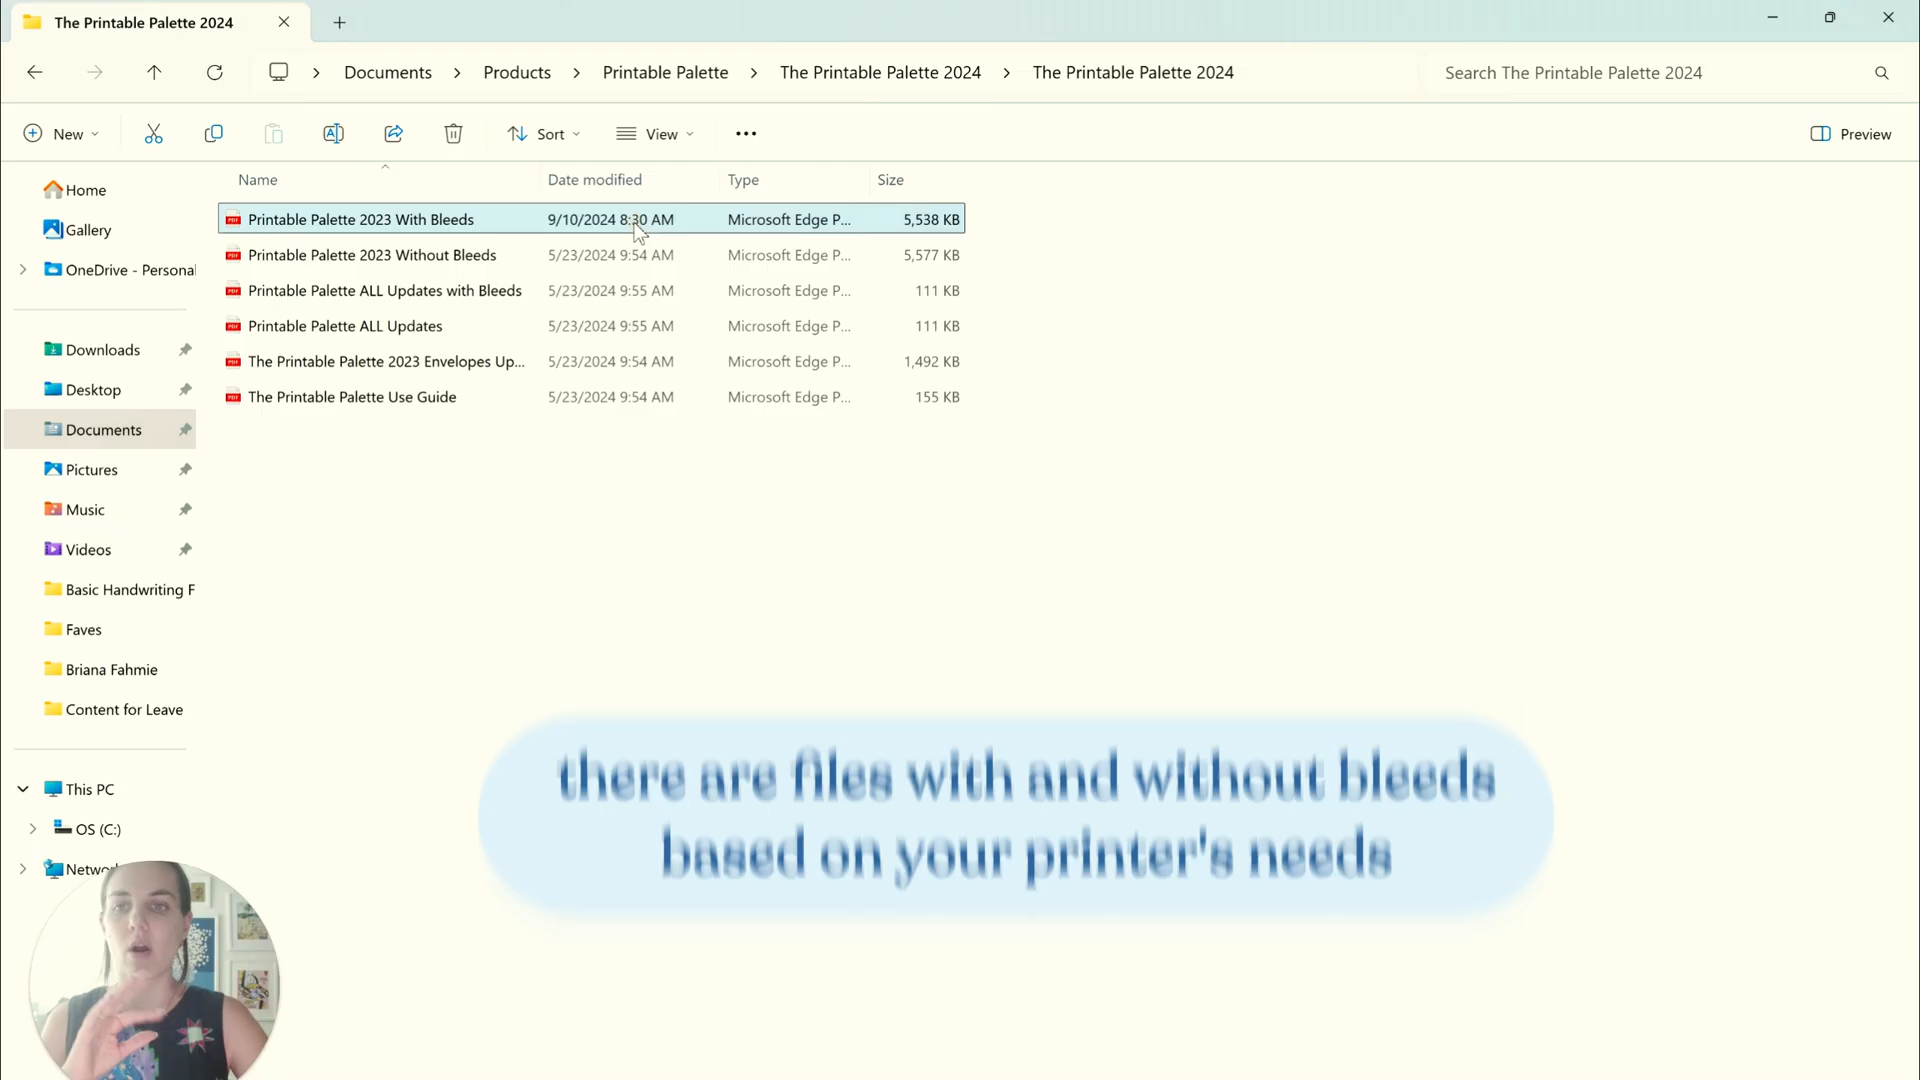 The Printable Palette 2024
Documents > Products > Printable Palette > The Printable Palette 2024 > The Printable Palette 2024
Search The Printable Palette 2024
New
Sort
View
Preview
Name Date modified Type Size
Home
Gallery
OneDrive - Personal
Downloads
Desktop
Documents
Pictures
Music
Videos
Basic Handwriting F
Faves
Briana Fahmie
Content for Leave
This PC
OS (C:)
Networ
Printable Palette 2023 With Bleeds 9/10/2024 8:30 AM Microsoft Edge P... 5,538 KB
Printable Palette 2023 Without Bleeds 5/23/2024 9:54 AM Microsoft Edge P... 5,577 KB
Printable Palette ALL Updates with Bleeds 5/23/2024 9:55 AM Microsoft Edge P... 111 KB
Printable Palette ALL Updates 5/23/2024 9:55 AM Microsoft Edge P... 111 KB
The Printable Palette 2023 Envelopes Up... 5/23/2024 9:54 AM Microsoft Edge P... 1,492 KB
The Printable Palette Use Guide 5/23/2024 9:54 AM Microsoft Edge P... 155 KB
there are files with and without bleeds
based on your printer's needs